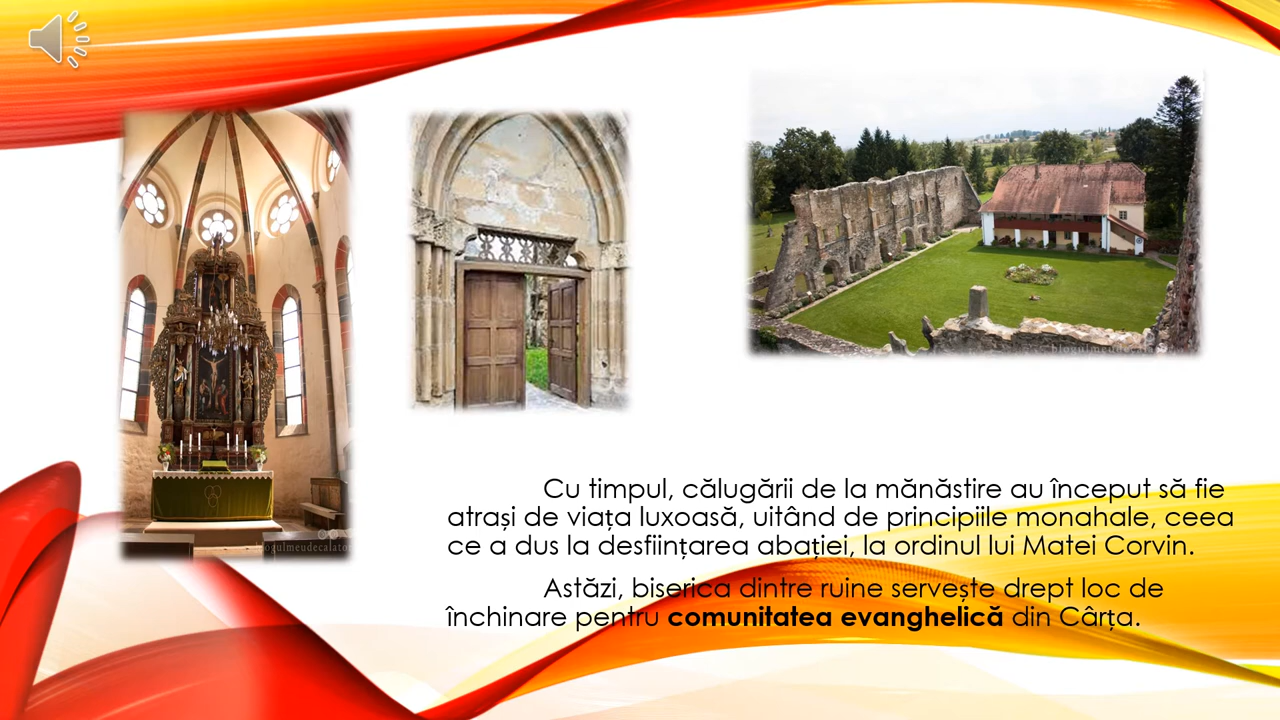 blogulmeudecalator
blogulmeudecalato
Cu timpul, călugării de la mănăstire au început să fie
atrași de viața luxoasă, uitând de principiile monahale, ceea
ce a dus la desființarea abației, la ordinul lui Matei Corvin.
Astăzi, biserica dintre ruine servește drept loc de
închinare pentru comunitatea evanghelică din Cârța.